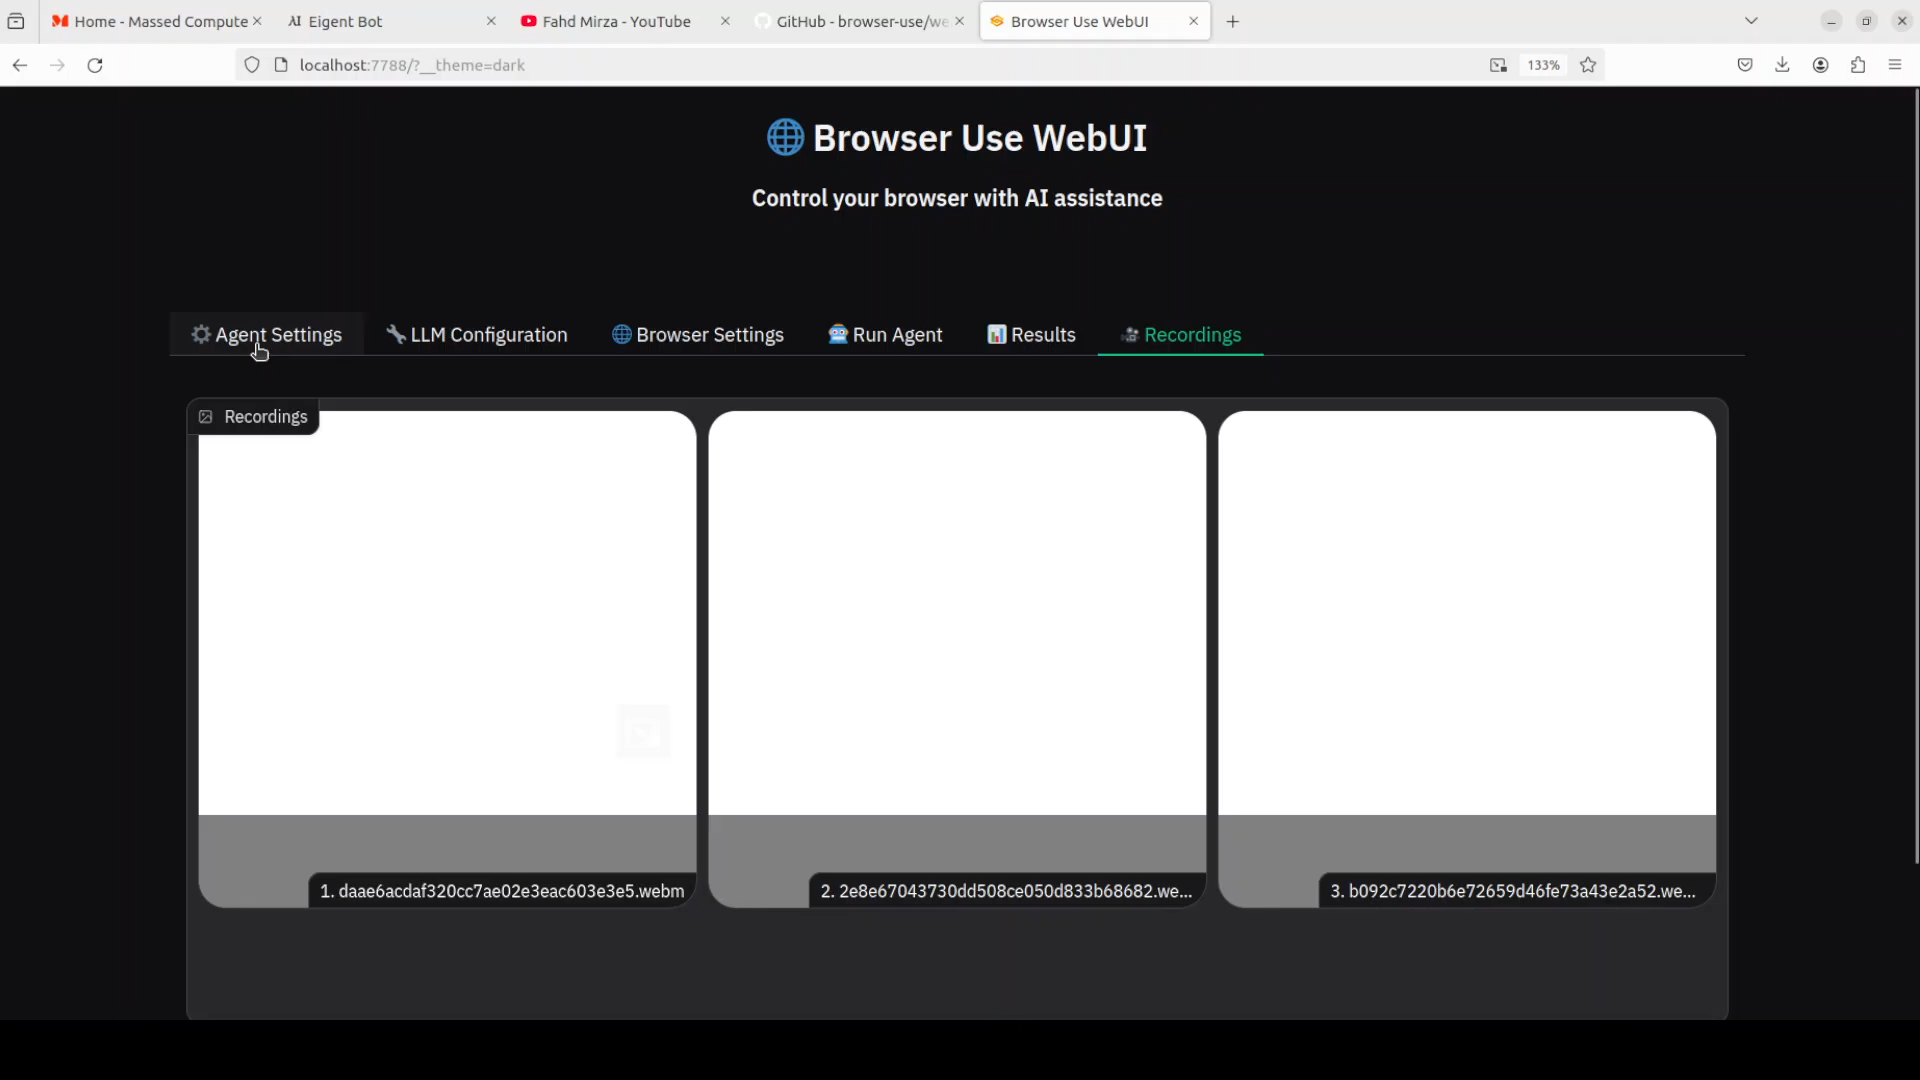 Home - Massed Compute
Eigent Bot
Fahd Mirza - YouTube
GitHub - browser-use/we
Browser Use WebUI
localhost:7788/?__theme=dark
133%
Browser Use WebUI
Control your browser with AI assistance
Agent Settings
LLM Configuration
Browser Settings
Run Agent
Results
Recordings
Recordings
1. daae6acdaf320cc7ae02e3eac603e3e5.webm
2. 2e8e67043730dd508ce050d833b68682.we...
3. b092c7220b6e72659d46fe73a43e2a52.we...